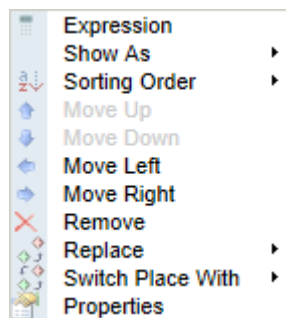 Expression
Show As
Sorting Order
Move Up
Move Down
Move Left
Move Right
Remove
Replace
Switch Place With
Properties